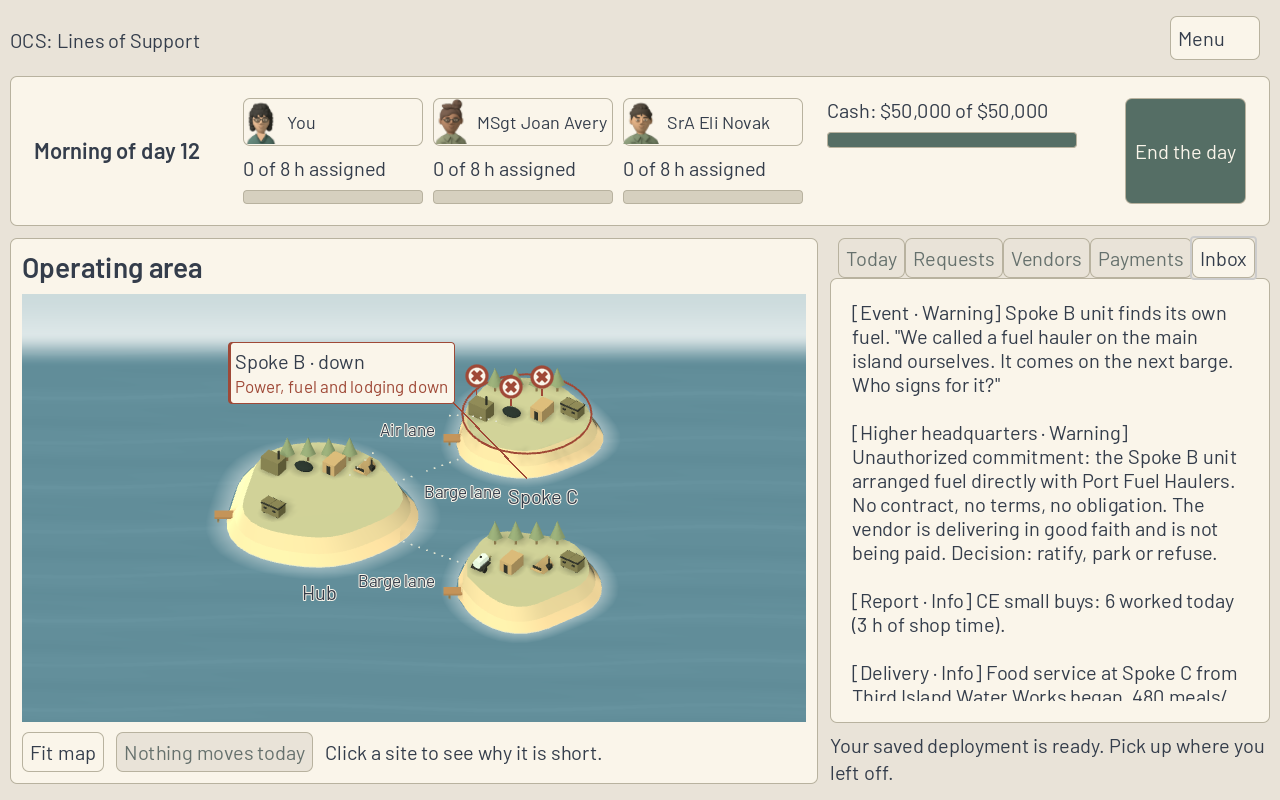 OCS: Lines of Support
Menu
Morning of day 12
You
MSgt Joan Avery
SrA Eli Novak
0 of 8 h assigned
0 of 8 h assigned
0 of 8 h assigned
Cash: $50,000 of $50,000
End the day
Operating area
Spoke B · down
Power, fuel and lodging down
Air lane
Barge lane
Spoke C
Barge lane
Hub
Fit map
Nothing moves today
Click a site to see why it is short.
Today
Requests
Vendors
Payments
Inbox
[Event · Warning] Spoke B unit finds its own
fuel. "We called a fuel hauler on the main
island ourselves. It comes on the next barge.
Who signs for it?"
[Higher headquarters · Warning]
Unauthorized commitment: the Spoke B unit
arranged fuel directly with Port Fuel Haulers.
No contract, no terms, no obligation. The
vendor is delivering in good faith and is not
being paid. Decision: ratify, park or refuse.
[Report · Info] CE small buys: 6 worked today
(3 h of shop time).
[Delivery · Info] Food service at Spoke C from
Third Island Water Works began. 480 meals/
Your saved deployment is ready. Pick up where you
left off.